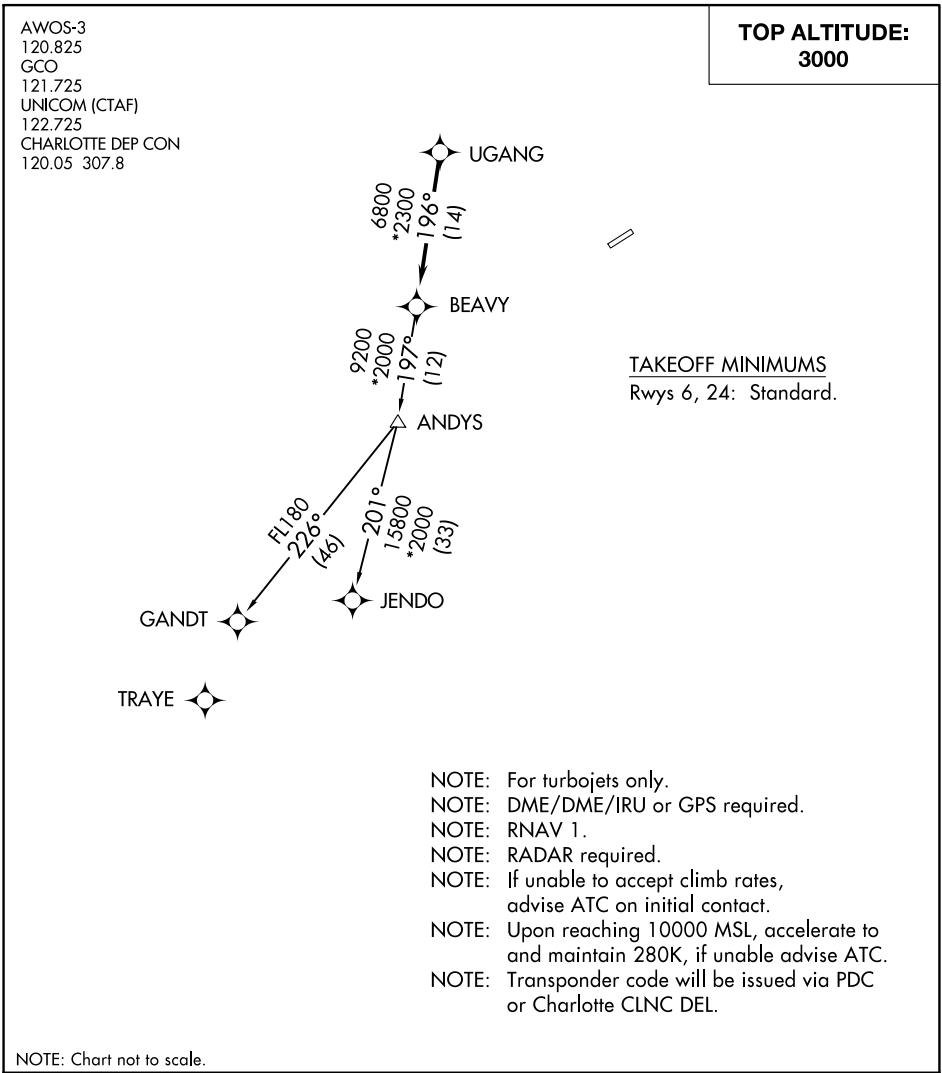 AWOS-3
120.825
GCO
121.725
UNICOM (CTAF)
122.725
CHARLOTTE DEP CON
120.05 307.8
TOP ALTITUDE:
3000
UGANG
6800
*2300
196°
(14)
BEAVY
9200
*2000
197°
(12)
TAKEOFF MINIMUMS
Rwys 6, 24: Standard.
ANDYS
FL180
226°
(46)
201°
15800
*2000
(33)
GANDT
JENDO
TRAYE
NOTE: For turbojets only.
NOTE: DME/DME/IRU or GPS required.
NOTE: RNAV 1.
NOTE: RADAR required.
NOTE: If unable to accept climb rates,
advise ATC on initial contact.
NOTE: Upon reaching 10000 MSL, accelerate to
and maintain 280K, if unable advise ATC.
NOTE: Transponder code will be issued via PDC
or Charlotte CLNC DEL.
NOTE: Chart not to scale.